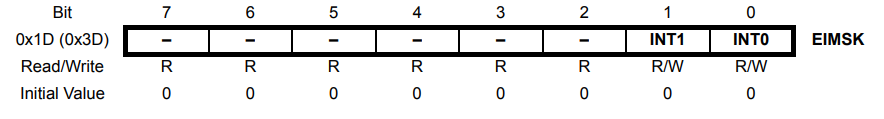 Bit 7 6 5 4 3 2 1 0
0x1D (0x3D) – – – – – – INT1 INT0 EIMSK
Read/Write R R R R R R R/W R/W
Initial Value 0 0 0 0 0 0 0 0